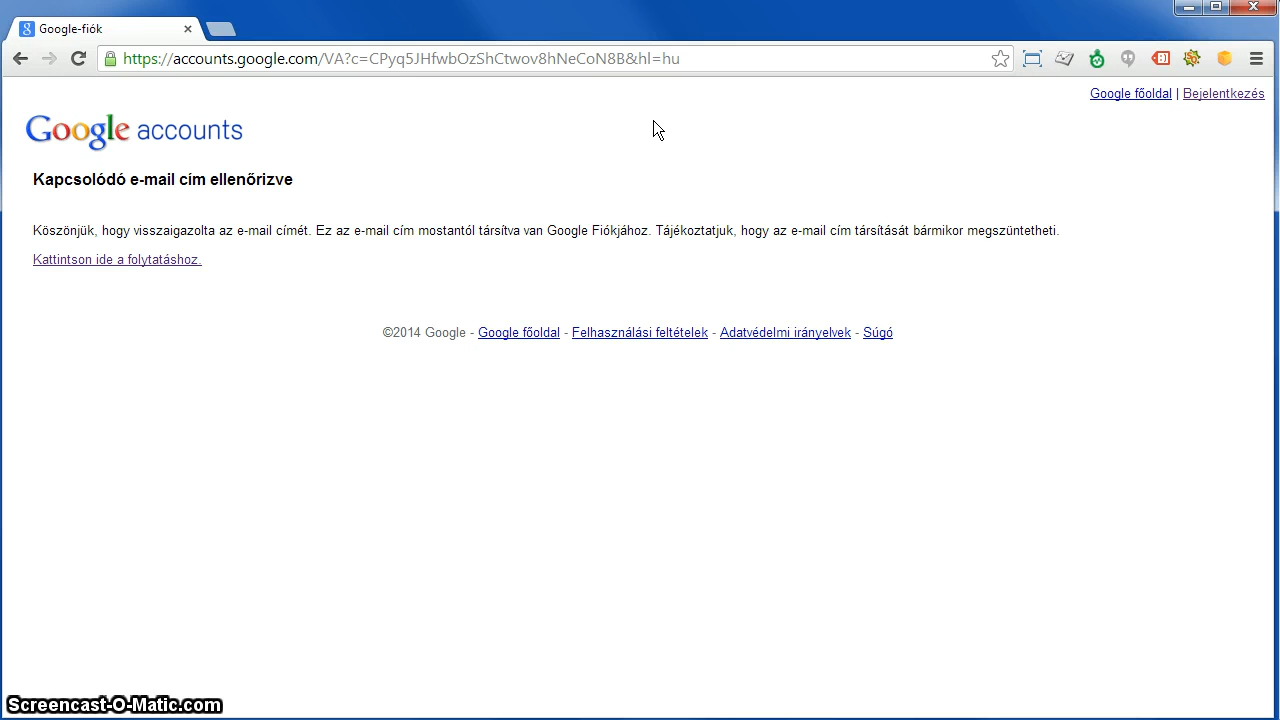 Google-fiók
https://accounts.google.com/VA?c=CPyq5JHfwbOzShCtwov8hNeCoN8B&hl=hu
Google főoldal | Bejelentkezés
Google accounts
Kapcsolódó e-mail cím ellenőrizve
Köszönjük, hogy visszaigazolta az e-mail címét. Ez az e-mail cím mostantól társítva van Google Fiókjához. Tájékoztatjuk, hogy az e-mail cím társítását bármikor megszüntetheti.
Kattintson ide a folytatáshoz.
©2014 Google - Google főoldal - Felhasználási feltételek - Adatvédelmi irányelvek - Súgó
Screencast-O-Matic.com